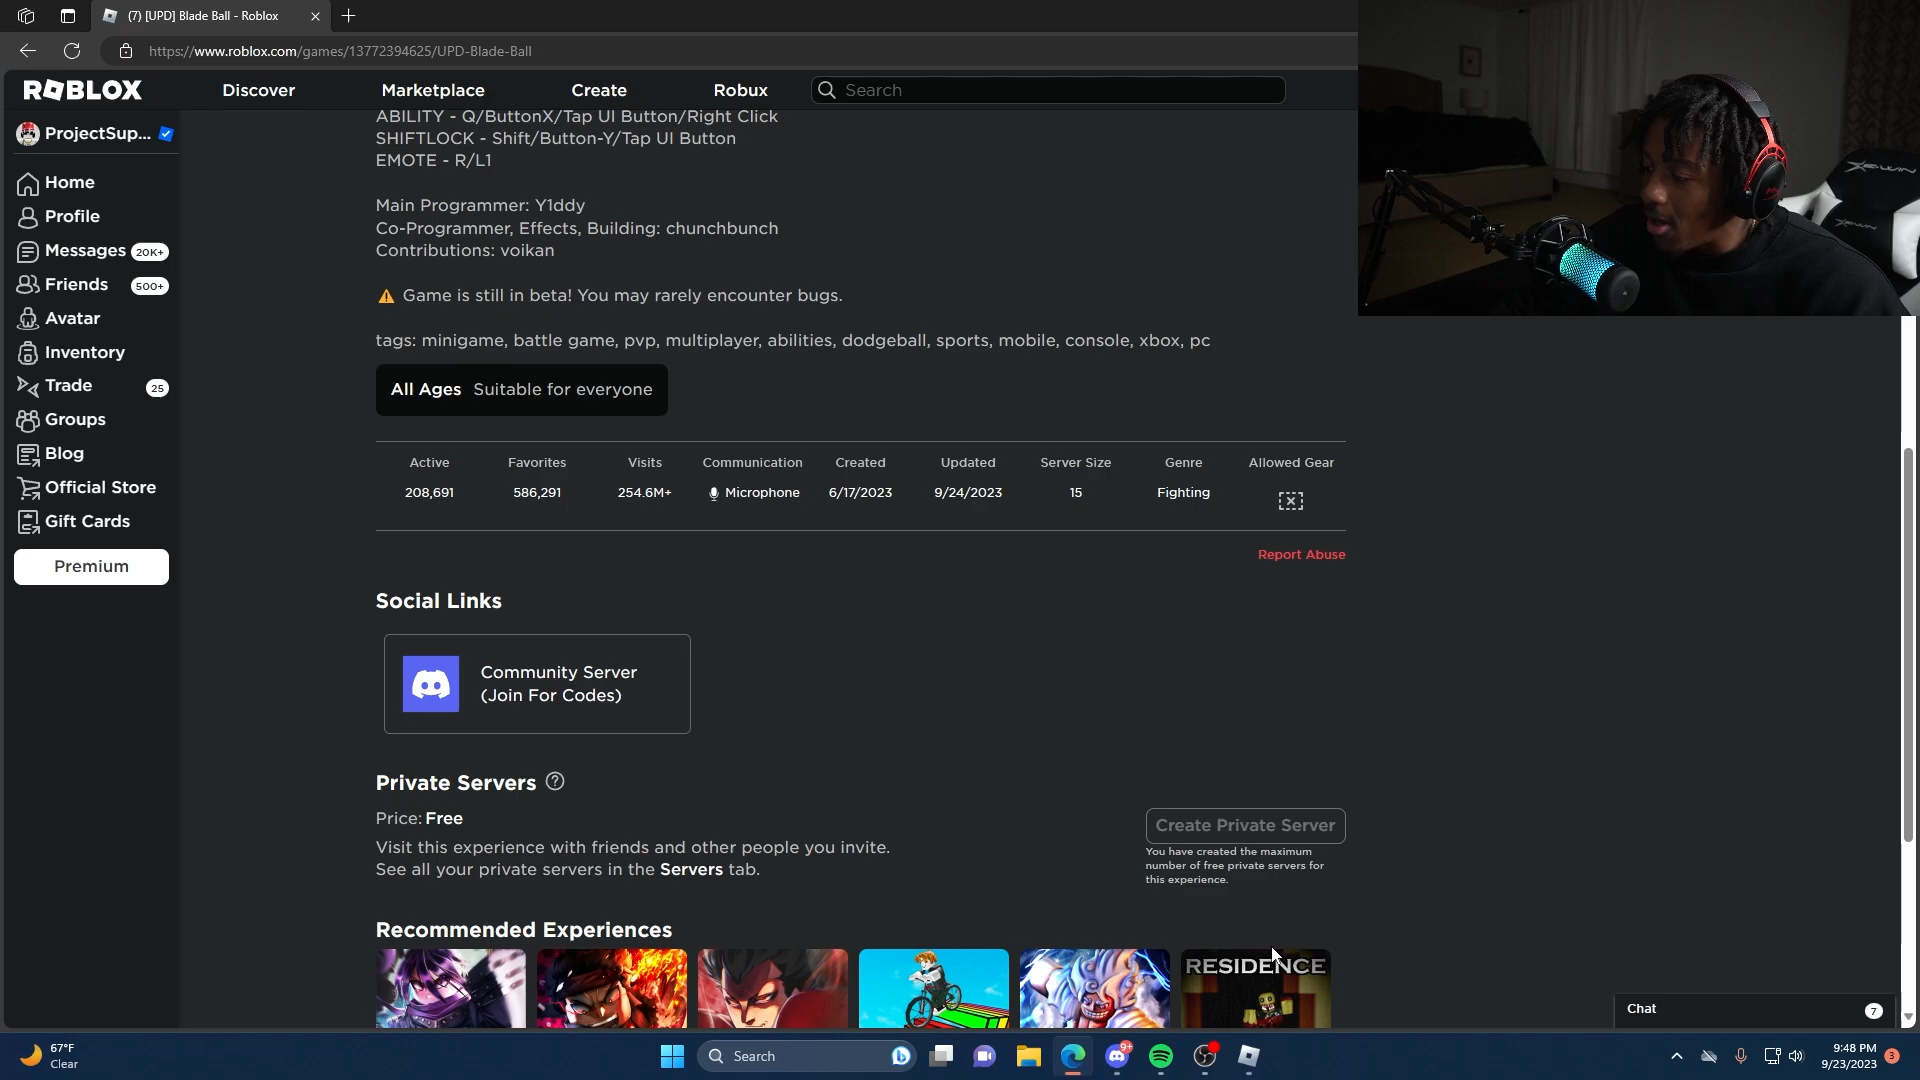 (7) [UPD] Blade Ball - Roblox
https://www.roblox.com/games/13772394625/UPD-Blade-Ball
ROBLOX
Discover
Marketplace
Create
Robux
Search
ProjectSup...
Home
Profile
Messages 20K+
Friends 500+
Avatar
Inventory
Trade 25
Groups
Blog
Official Store
Gift Cards
Premium
ABILITY - Q/ButtonX/Tap UI Button/Right Click
SHIFTLOCK - Shift/Button-Y/Tap UI Button
EMOTE - R/L1
Main Programmer: Y1ddy
Co-Programmer, Effects, Building: chunchbunch
Contributions: voikan
⚠ Game is still in beta! You may rarely encounter bugs.
tags: minigame, battle game, pvp, multiplayer, abilities, dodgeball, sports, mobile, console, xbox, pc
All Ages Suitable for everyone
Active Favorites Visits Communication Created Updated Server Size Genre Allowed Gear
208,691 586,291 254.6M+ Microphone 6/17/2023 9/24/2023 15 Fighting
Report Abuse
Social Links
Community Server
(Join For Codes)
Private Servers
Price: Free
Visit this experience with friends and other people you invite.
See all your private servers in the Servers tab.
Create Private Server
You have created the maximum
number of free private servers for
this experience.
Recommended Experiences
RESIDENCE
Chat 7
67°F
Clear
Search
9+
9:48 PM
9/23/2023
3